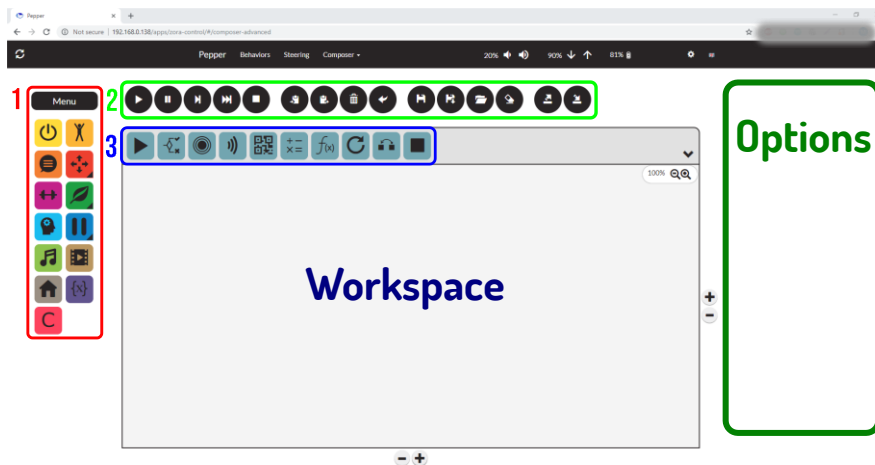 Pepper
Not secure | 192.168.0.138/apps/zora-control/#/composer-advanced
Pepper Behaviors Steering Composer 20% 90% 81%
1 Menu 2
3 + - × = f(x) C
100%
Options
{x}
C
Workspace